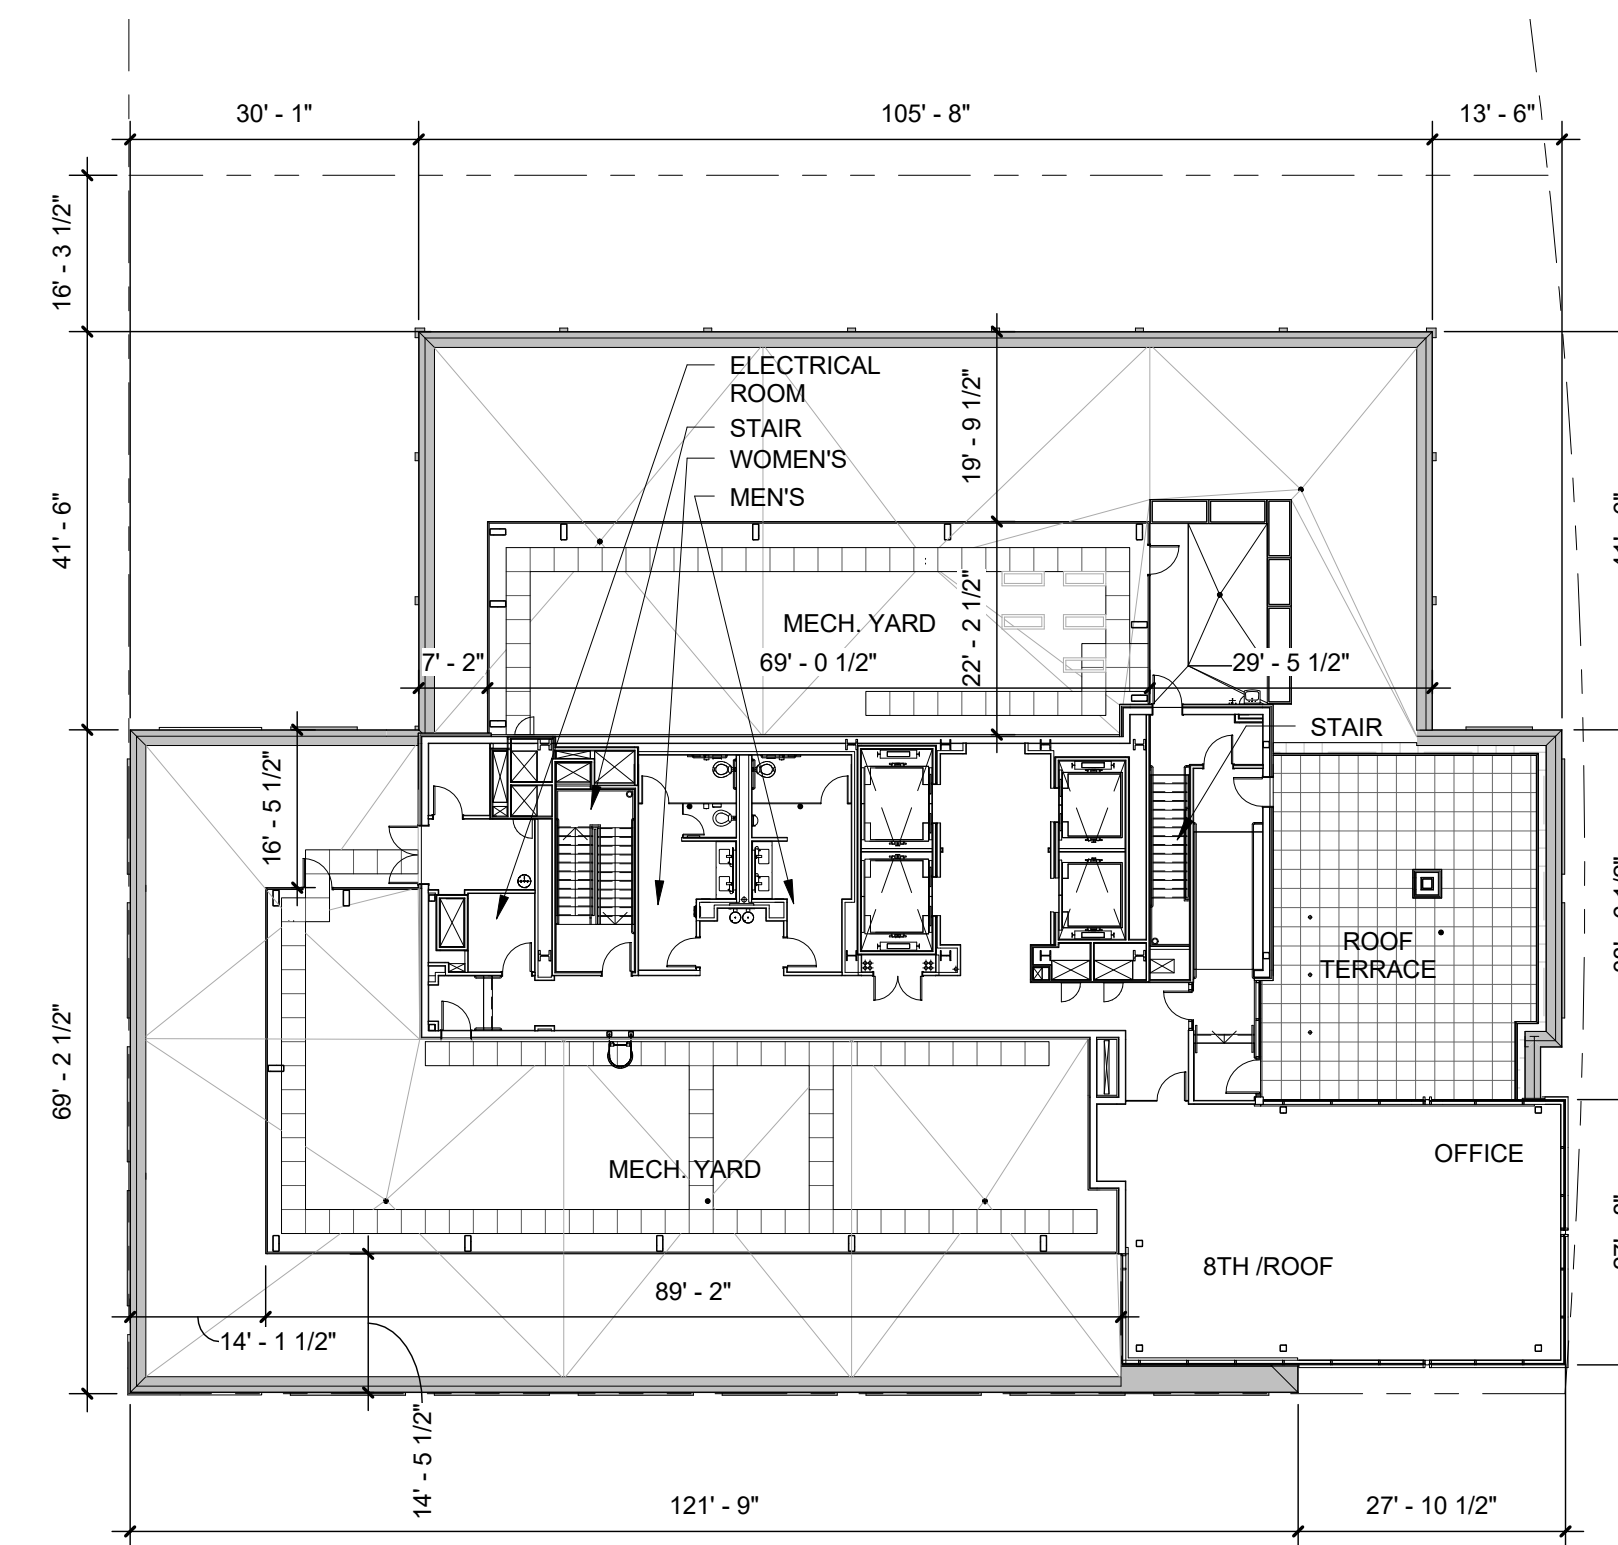 30' - 1"
105' - 8"
13' - 6"
16' - 3 1/2"
ELECTRICAL
ROOM
STAIR
WOMEN'S
MEN'S
19' - 9 1/2"
41' - 6"
22' - 2 1/2"
MECH. YARD
7' - 2"
69' - 0 1/2"
29' - 5 1/2"
STAIR
16' - 5 1/2"
ROOF
TERRACE
69' - 2 1/2"
MECH. YARD
OFFICE
8TH /ROOF
89' - 2"
14' - 1 1/2"
14' - 5 1/2"
121' - 9"
27' - 10 1/2"